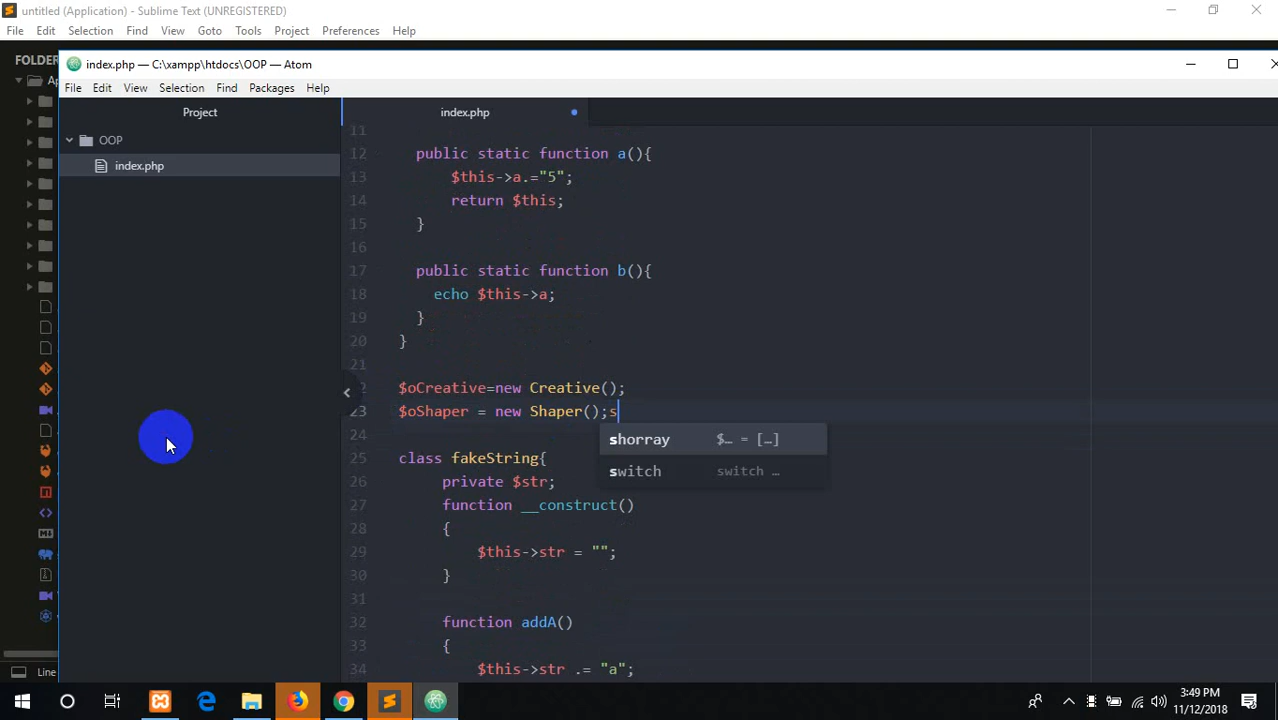 untitled (Application) - Sublime Text (UNREGISTERED)
File Edit Selection Find View Goto Tools Project Preferences Help
FOLDER
Ap
index.php — C:\xampp\htdocs\OOP — Atom
File Edit View Selection Find Packages Help
Project
OOP
index.php
index.php
11
12 public static function a(){
13 $this->a.="5";
14 return $this;
15 }
16
17 public static function b(){
18 echo $this->a;
19 }
20 }
21
22 $oCreative=new Creative();
23 $oShaper = new Shaper();s
shorray $… = […]
switch switch …
24
25 class fakeString{
26 private $str;
27 function __construct()
28 {
29 $this->str = "";
30 }
31
32 function addA()
33 {
34 $this->str .= "a";
Line
3:49 PM
11/12/2018